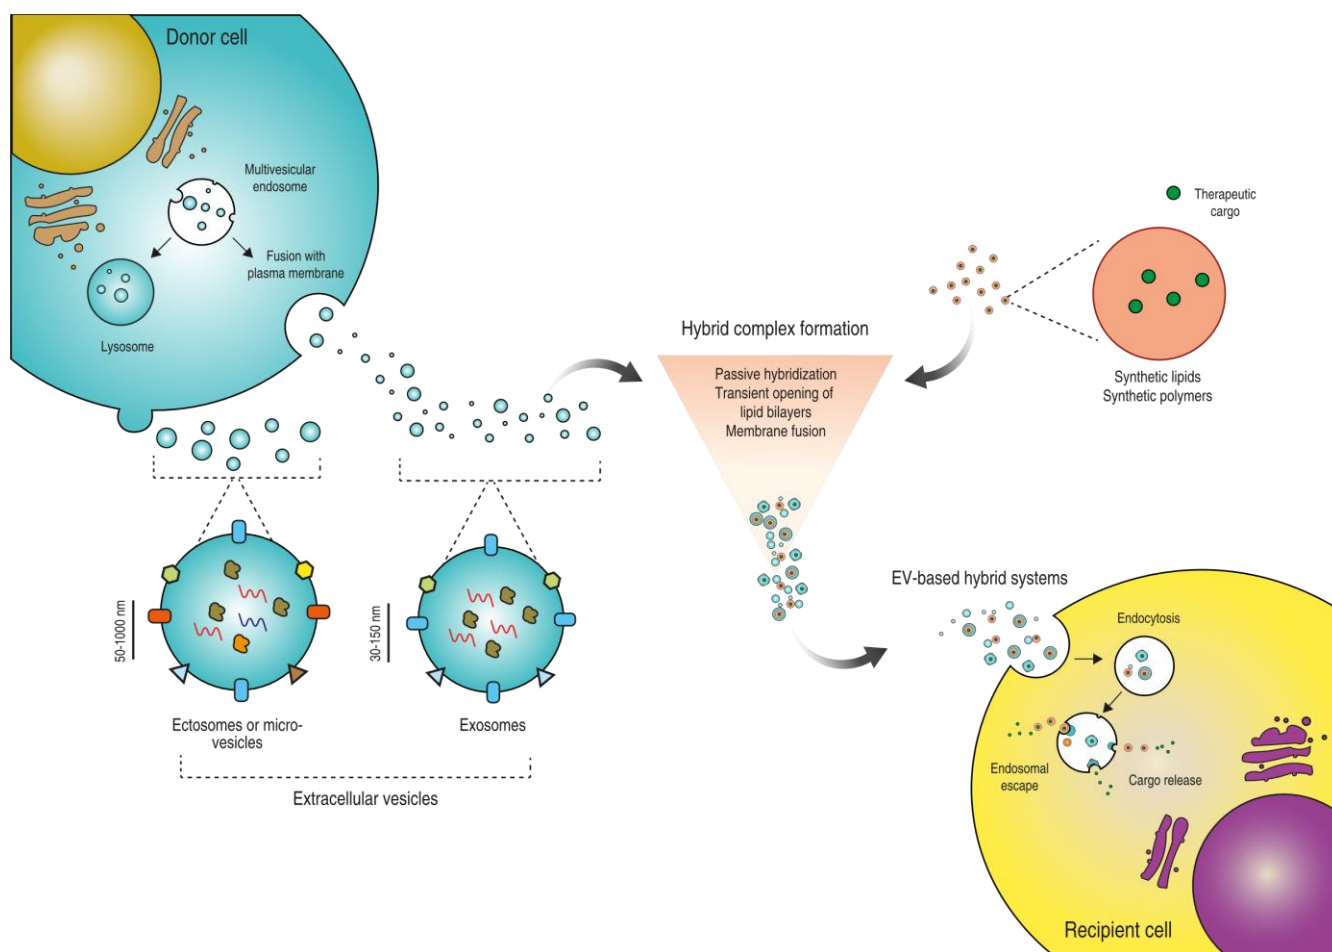 Donor cell
Multivesicular
endosome
Fusion with
plasma membrane
Lysosome
Therapeutic
cargo
Synthetic lipids
Synthetic polymers
Hybrid complex formation
Passive hybridization
Transient opening of
lipid bilayers
Membrane fusion
50-1000 nm
30-150 nm
Ectosomes or micro-
vesicles
Exosomes
Extracellular vesicles
EV-based hybrid systems
Endocytosis
Endosomal
escape
Cargo release
Recipient cell